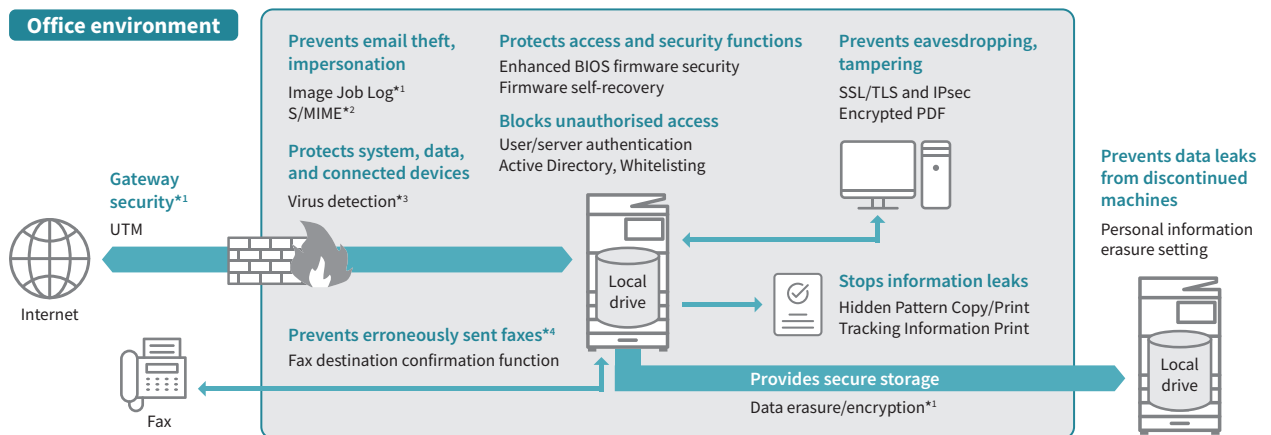 Office environment
Prevents email theft,
impersonation
Image Job Log*1
S/MIME*2
Protects access and security functions
Enhanced BIOS firmware security
Firmware self-recovery
Prevents eavesdropping,
tampering
SSL/TLS and IPsec
Encrypted PDF
Blocks unauthorised access
User/server authentication
Active Directory, Whitelisting
Protects system, data,
and connected devices
Virus detection*3
Gateway
security*1
UTM
Internet
Local
drive
Prevents data leaks
from discontinued
machines
Personal information
erasure setting
Stops information leaks
Hidden Pattern Copy/Print
Tracking Information Print
Prevents erroneously sent faxes*4
Fax destination confirmation function
Fax
Provides secure storage
Data erasure/encryption*1
Local
drive